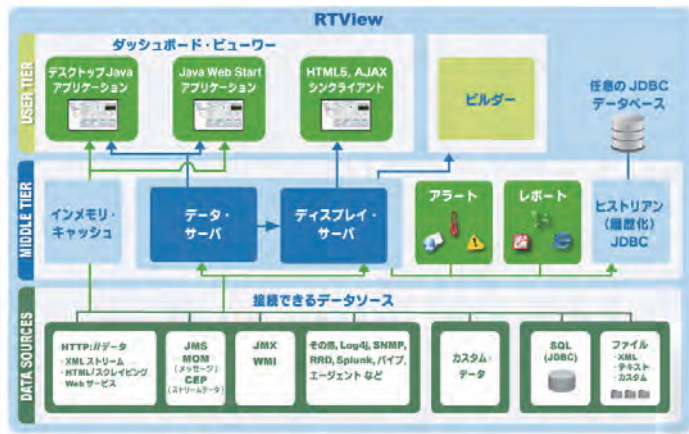 RTView
USER TIER
ダッシュボード・ビューワー
デスクトップJava
アプリケーション
Java Web Start
アプリケーション
HTML5, AJAX
シンクライアント
ビルダー
任意の JDBC
データベース
MIDDLE TIER
インメモリ・
キャッシュ
データ・
サーバ
ディスプレイ・
サーバ
アラート
レポート
ヒストリアン
(履歴化)
JDBC
DATA SOURCES
接続できるデータソース
HTTP://データ
・XMLストリーム
・HTML/スクレイピング
Webサービス
JMS
MOM
(メッセージ)
CEP
(ストリームデータ)
JMX
WMI
その他, Log4j, SNMP,
RRD, Splunk, パイプ,
エージェント など
カスタム・
データ
SQL
(JDBC)
ファイル
・XML
・テキスト
・カスタム